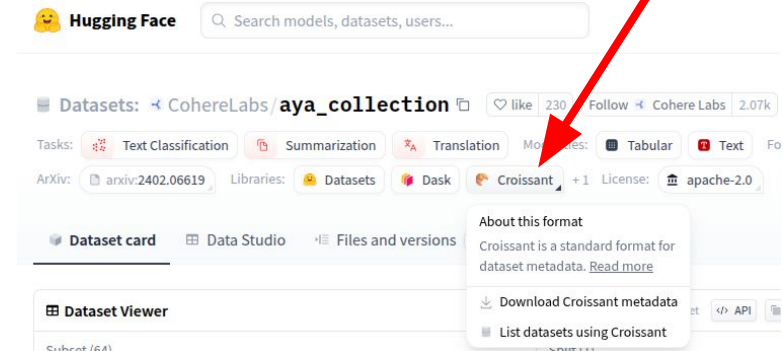 Hugging Face Search models, datasets, users...
Datasets: CohereLabs/aya_collection like 230 Follow Cohere Labs 2.07k
Tasks: Text Classification Summarization Translation Tabular Text
ArXiv: arxiv:2402.06619 Libraries: Datasets Dask Croissant +1 License: apache-2.0
Dataset card Data Studio Files and versions
About this format
Croissant is a standard format for
dataset metadata. Read more
Download Croissant metadata
Dataset Viewer </> API
List datasets using Croissant
Subset (64)